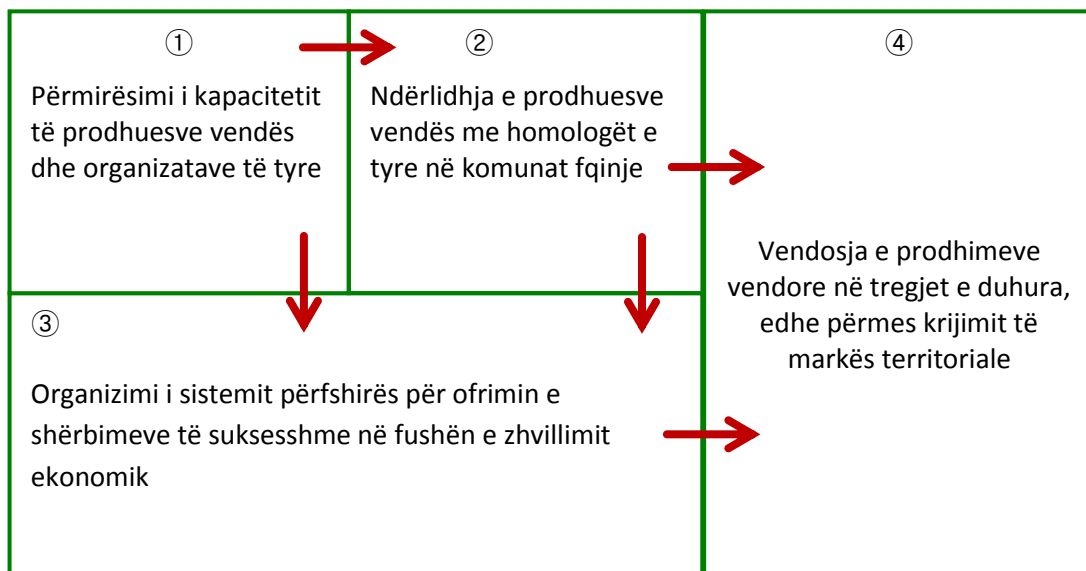 ①
Përmirësimi i kapacitetit
të prodhuesve vendës
dhe organizatave të tyre
②
Ndërlidhja e prodhuesve
vendës me homologët e
tyre në komunat fqinje
③
Organizimi i sistemit përfshirës për ofrimin e
shërbimeve të suksesshme në fushën e zhvillimit
ekonomik
④
Vendosja e prodhimeve
vendore në tregjet e duhura,
edhe përmes krijimit të
markës territoriale